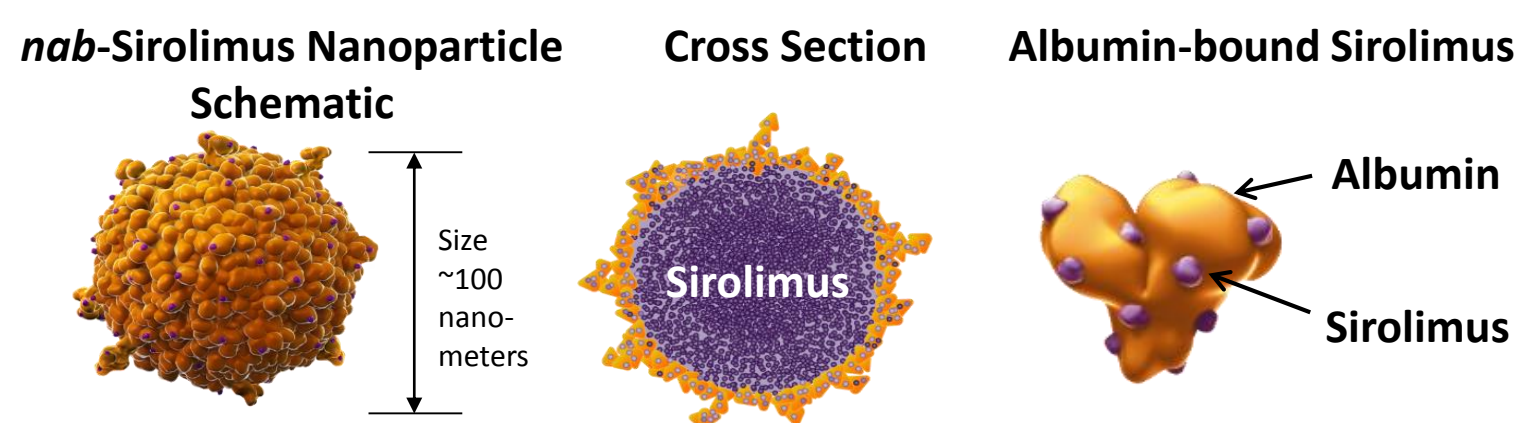 nab-Sirolimus Nanoparticle
Schematic
Size
~100
nano-
meters
Cross Section
Sirolimus
Albumin-bound Sirolimus
Albumin
Sirolimus